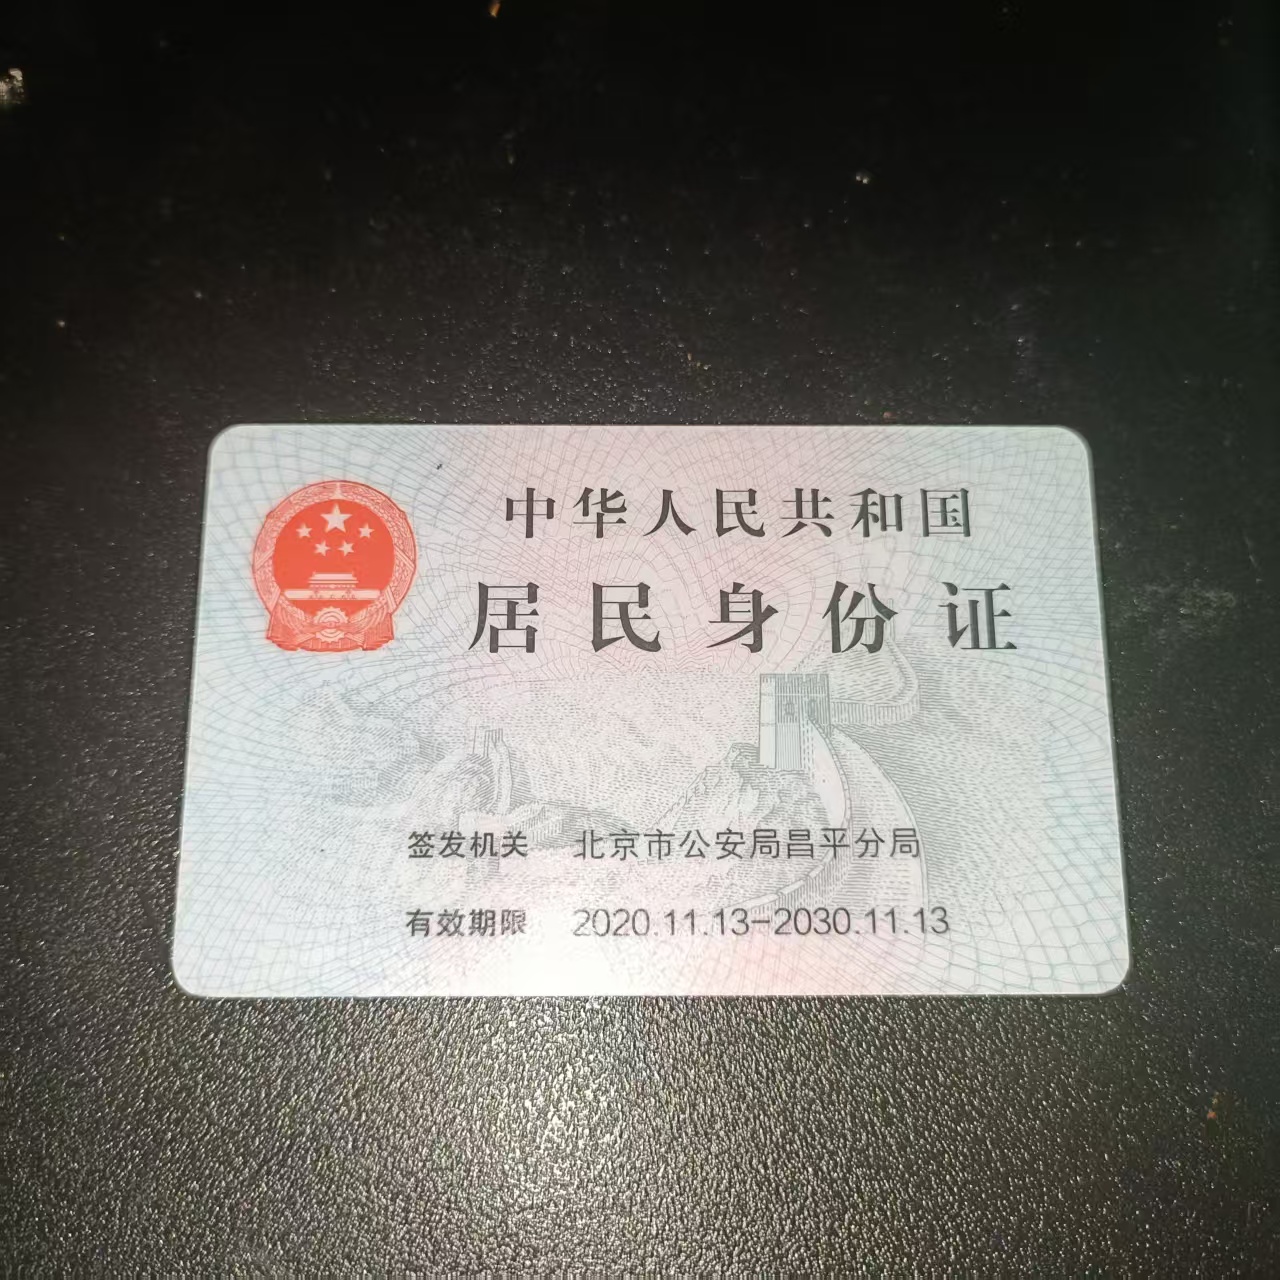 中华人民共和国
居民身份证
签发机关 北京市公安局昌平分局
有效期限 2020.11.13-2030.11.13